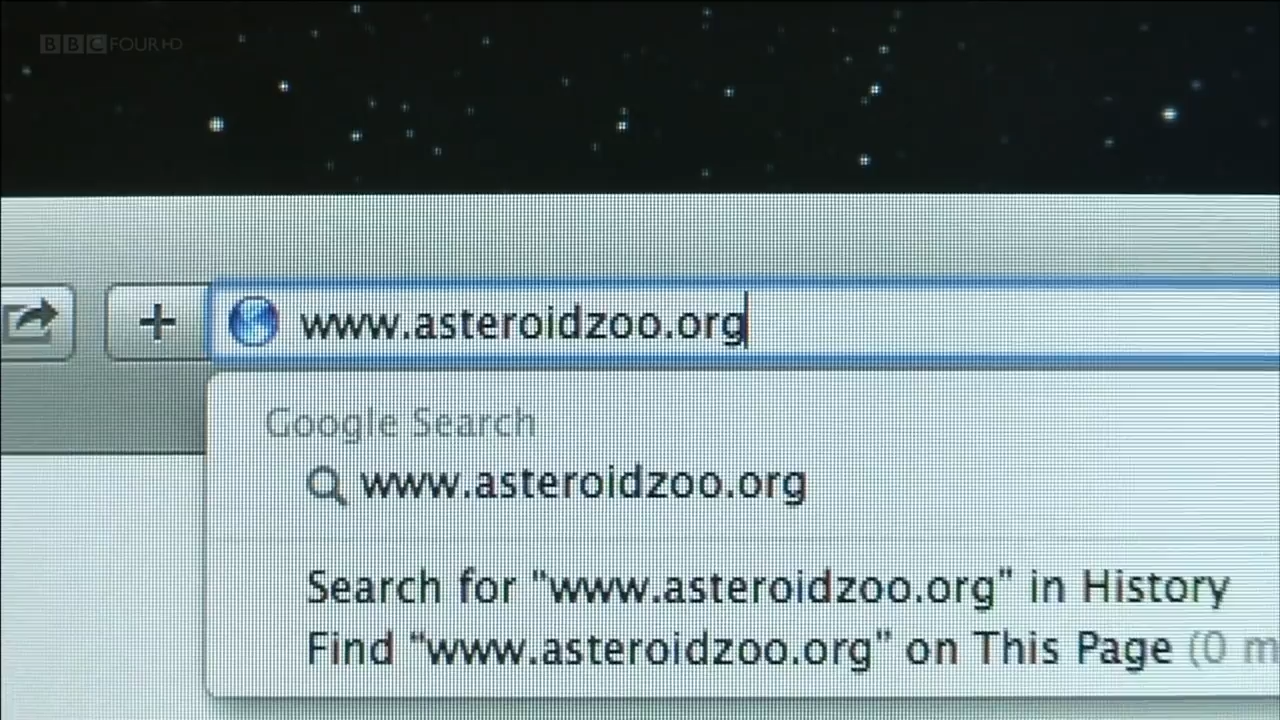 BBC FOUR HD
www.asteroidzoo.org
Google Search
www.asteroidzoo.org
Search for "www.asteroidzoo.org" in History
Find "www.asteroidzoo.org" on This Page (0 m